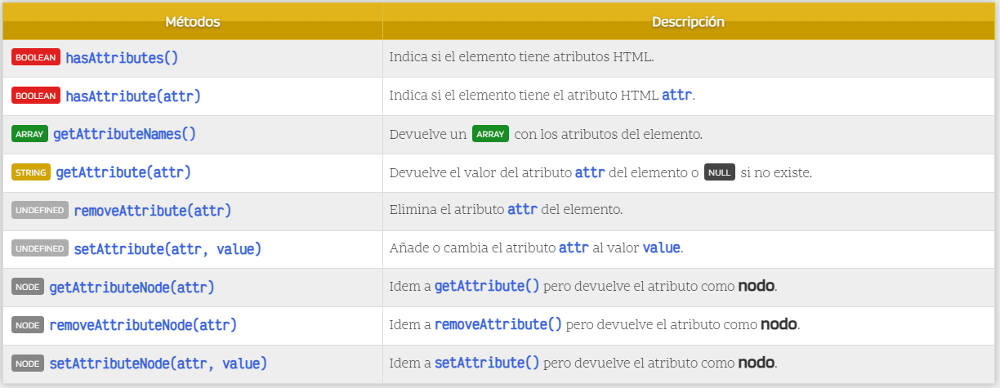 Métodos Descripción
BOOLEAN hasAttributes() Indica si el elemento tiene atributos HTML.
BOOLEAN hasAttribute(attr) Indica si el elemento tiene el atributo HTML attr.
ARRAY getAttributeNames() Devuelve un ARRAY con los atributos del elemento.
STRING getAttribute(attr) Devuelve el valor del atributo attr del elemento o NULL si no existe.
UNDEFINED removeAttribute(attr) Elimina el atributo attr del elemento.
UNDEFINED setAttribute(attr, value) Añade o cambia el atributo attr al valor value.
NODE getAttributeNode(attr) Idem a getAttribute() pero devuelve el atributo como nodo.
NODE removeAttributeNode(attr) Idem a removeAttribute() pero devuelve el atributo como nodo.
NODE setAttributeNode(attr, value) Idem a setAttribute() pero devuelve el atributo como nodo.